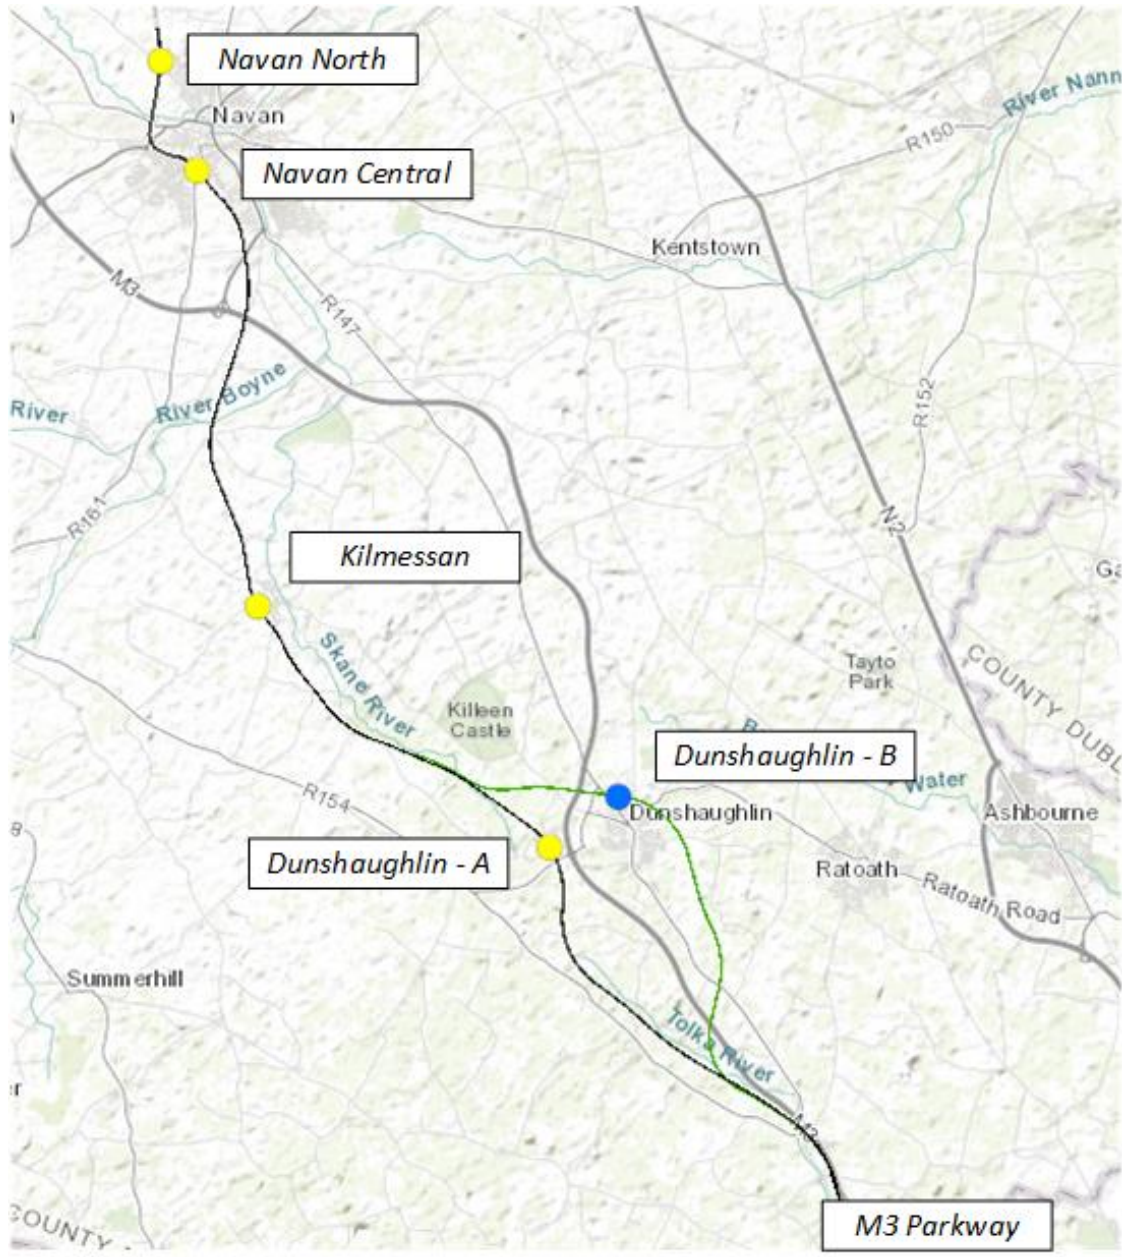 Navan North
Navan
River Nann
R150
Navan Central
Kentstown
M3
R147
River Boyne
River
R152
R161
N2
Kilmessan
Ga
Skane River
Tayto
Park
COUNTY DUBL
Killeen
Castle
Dunshaughlin - B
Water
R154
Dunshaughlin
Ashbourne
Dunshaughlin - A
Ratoath
Ratoath Road
Summerhill
Tolka River
M3
M3 Parkway
COUNTY